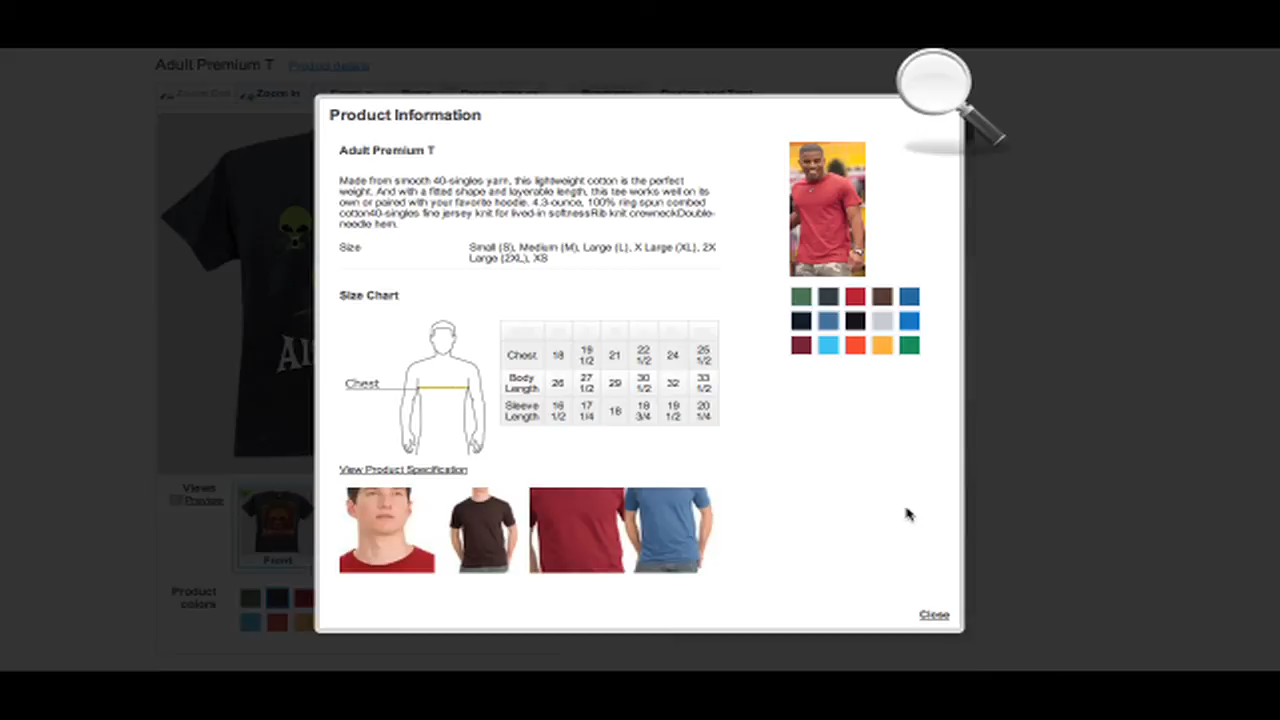 Adult Premium T Product details
Zoom Out Zoom In
Product Information
Adult Premium T
Made from smooth 40-singles yarn, this lightweight cotton is the perfect
weight. And with a fitted shape and layerable length, this tee works well on its
own or paired with your favorite hoodie. 4.3-ounce, 100% ring spun combed
cotton40-singles fine jersey knit for lived-in softnessRib knit crewneckDouble-
needle hem.
Size Small (S), Medium (M), Large (L), X Large (XL), 2X
Large (2XL), XS
Size Chart
Chest 18 19 1/2 21 22 1/2 24 25 1/2
Body Length 26 27 1/2 29 30 1/2 32 33 1/2
Sleeve Length 16 1/2 17 1/4 18 18 3/4 19 1/2 20 1/4
Chest
View Product Specification
Views
Preview
Front
Product
colors
Close